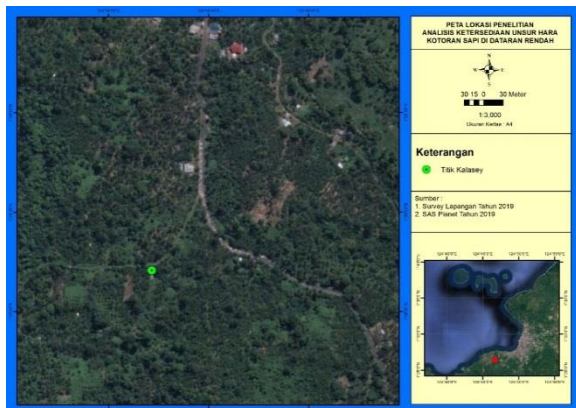 PETA LOKASI PENELITIAN
ANALISIS KETERSEDIAAN UNSUR HARA
KOTORAN SAPI DI DATARAN RENDAH
N
W E
S
30 15 0 30 Meter
1:3.000
Ukuran Kertas : A4
Keterangan
Titik Kalasey
Sumber :
1. Survey Lapangan Tahun 2019
2. SAS Planet Tahun 2019